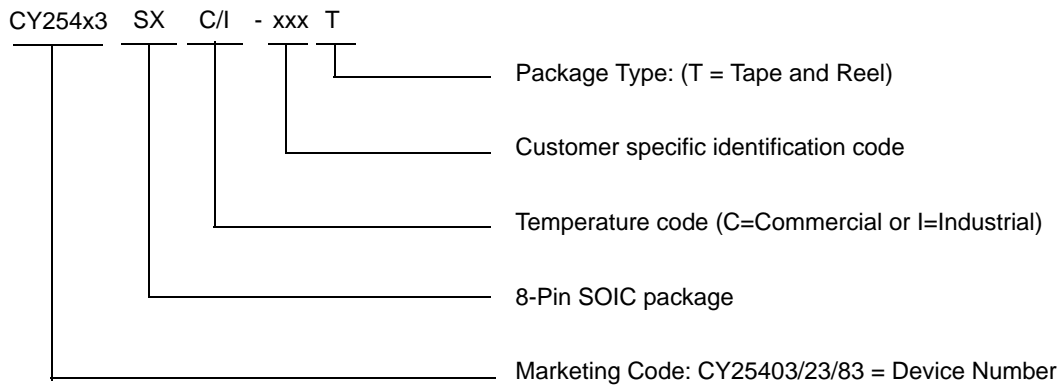 CY254x3 SX C/I - xxx T
Package Type: (T = Tape and Reel)
Customer specific identification code
Temperature code (C=Commercial or I=Industrial)
8-Pin SOIC package
Marketing Code: CY25403/23/83 = Device Number